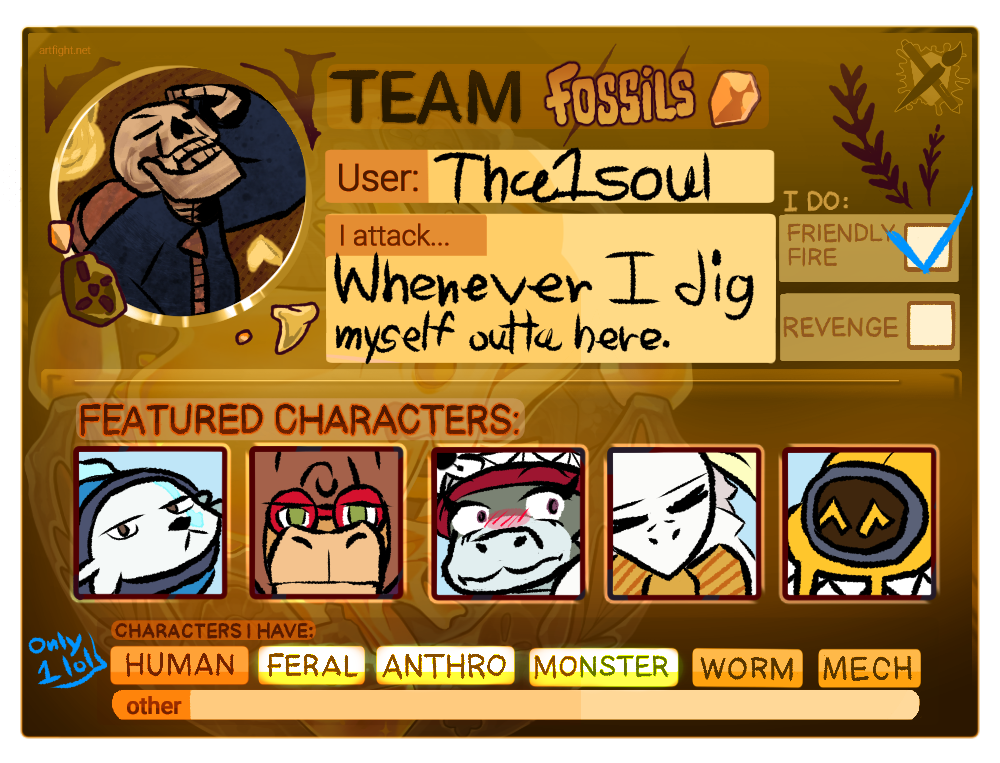 artfight.net
TEAM FOSSILS
User: Tha1soul
I attack...
Whenever I dig
myself outta here.
I DO:
FRIENDLY
FIRE
REVENGE
FEATURED CHARACTERS:
CHARACTERS I HAVE:
Only
1 lol
HUMAN FERAL ANTHRO MONSTER WORM MECH
other